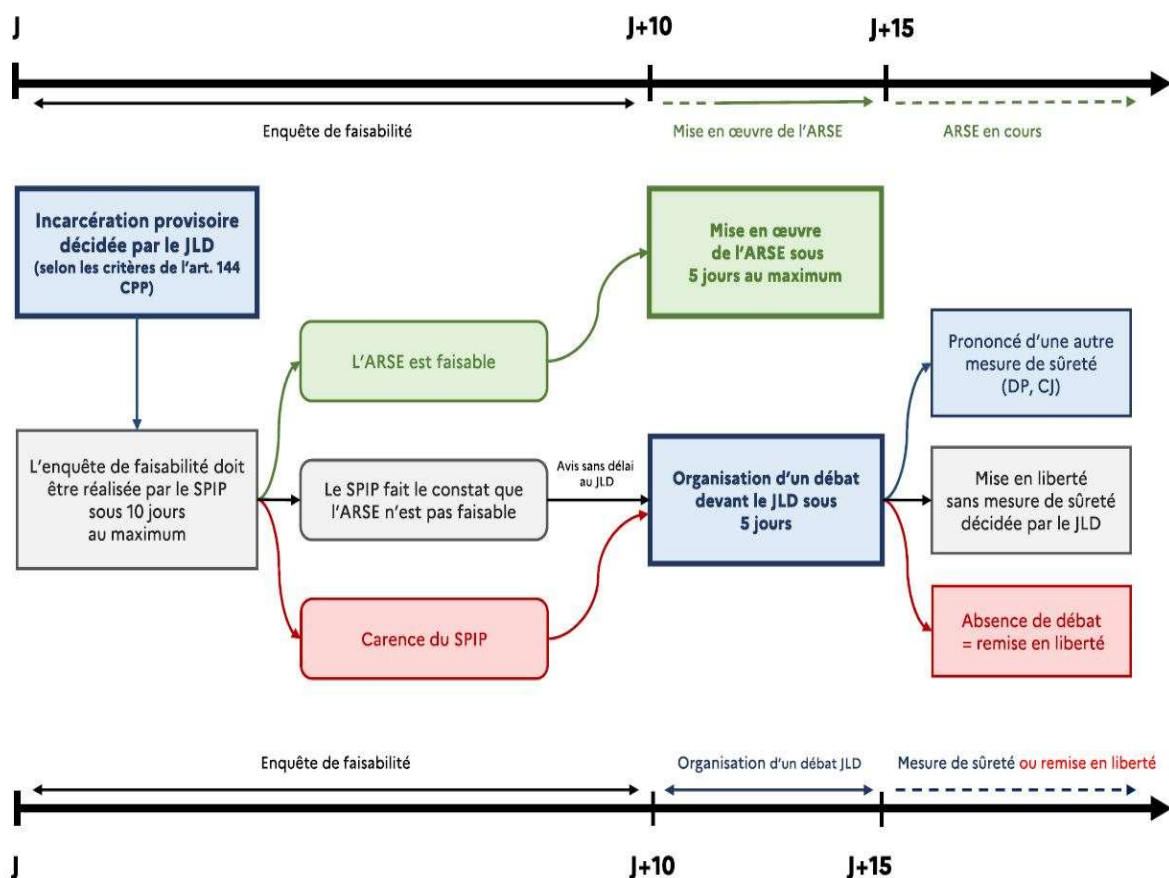 J
J+10
J+15
Enquête de faisabilité
Mise en œuvre de l’ARSE
ARSE en cours
Incarcération provisoire
décidée par le JLD
(selon les critères de l’art. 144
CPP)
Mise en œuvre
de l’ARSE sous
5 jours au maximum
L’ARSE est faisable
Prononcé d’une autre
mesure de sûreté
(DP, CJ)
L’enquête de faisabilité doit
être réalisée par le SPIP
sous 10 jours
au maximum
Le SPIP fait le constat que
l’ARSE n’est pas faisable
Avis sans délai
au JLD
Organisation d’un débat
devant le JLD sous
5 jours
Mise en liberté
sans mesure de sûreté
décidée par le JLD
Carence du SPIP
Absence de débat
= remise en liberté
Enquête de faisabilité
Organisation d’un débat JLD
Mesure de sûreté ou remise en liberté
J
J+10
J+15